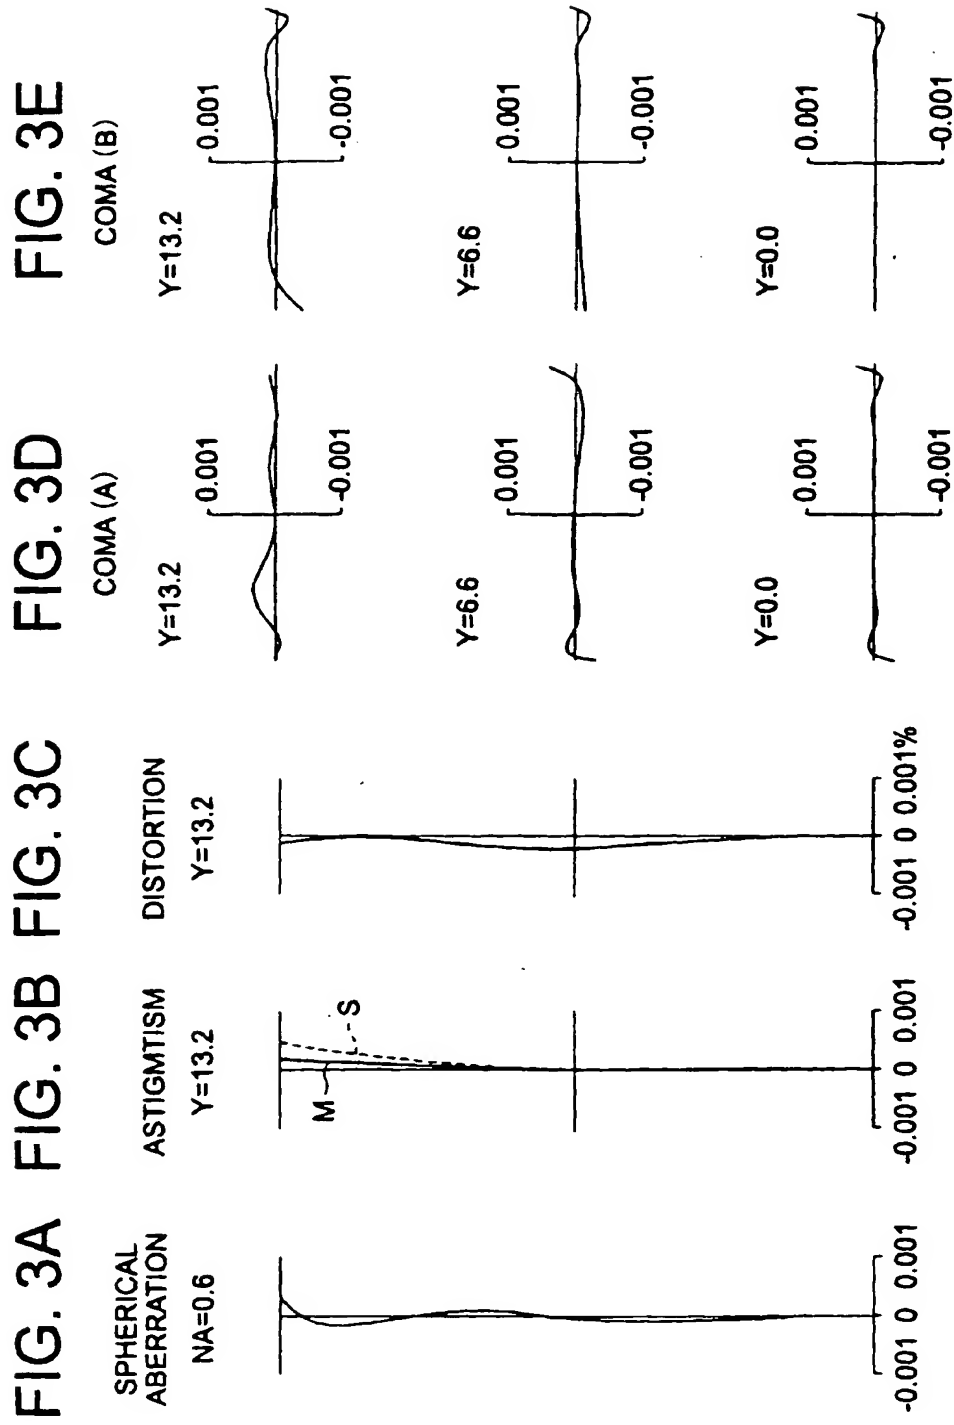 FIG. 3A
SPHERICAL
ABERRATION
NA=0.6
-0.001 0 0.001
FIG. 3B
ASTIGMTISM
Y=13.2
M
S
-0.001 0 0.001
FIG. 3C
DISTORTION
Y=13.2
-0.001 0 0.001%
FIG. 3D
COMA (A)
Y=13.2
0.001
-0.001
Y=6.6
0.001
-0.001
Y=0.0
0.001
-0.001
FIG. 3E
COMA (B)
Y=13.2
0.001
-0.001
Y=6.6
0.001
-0.001
Y=0.0
0.001
-0.001